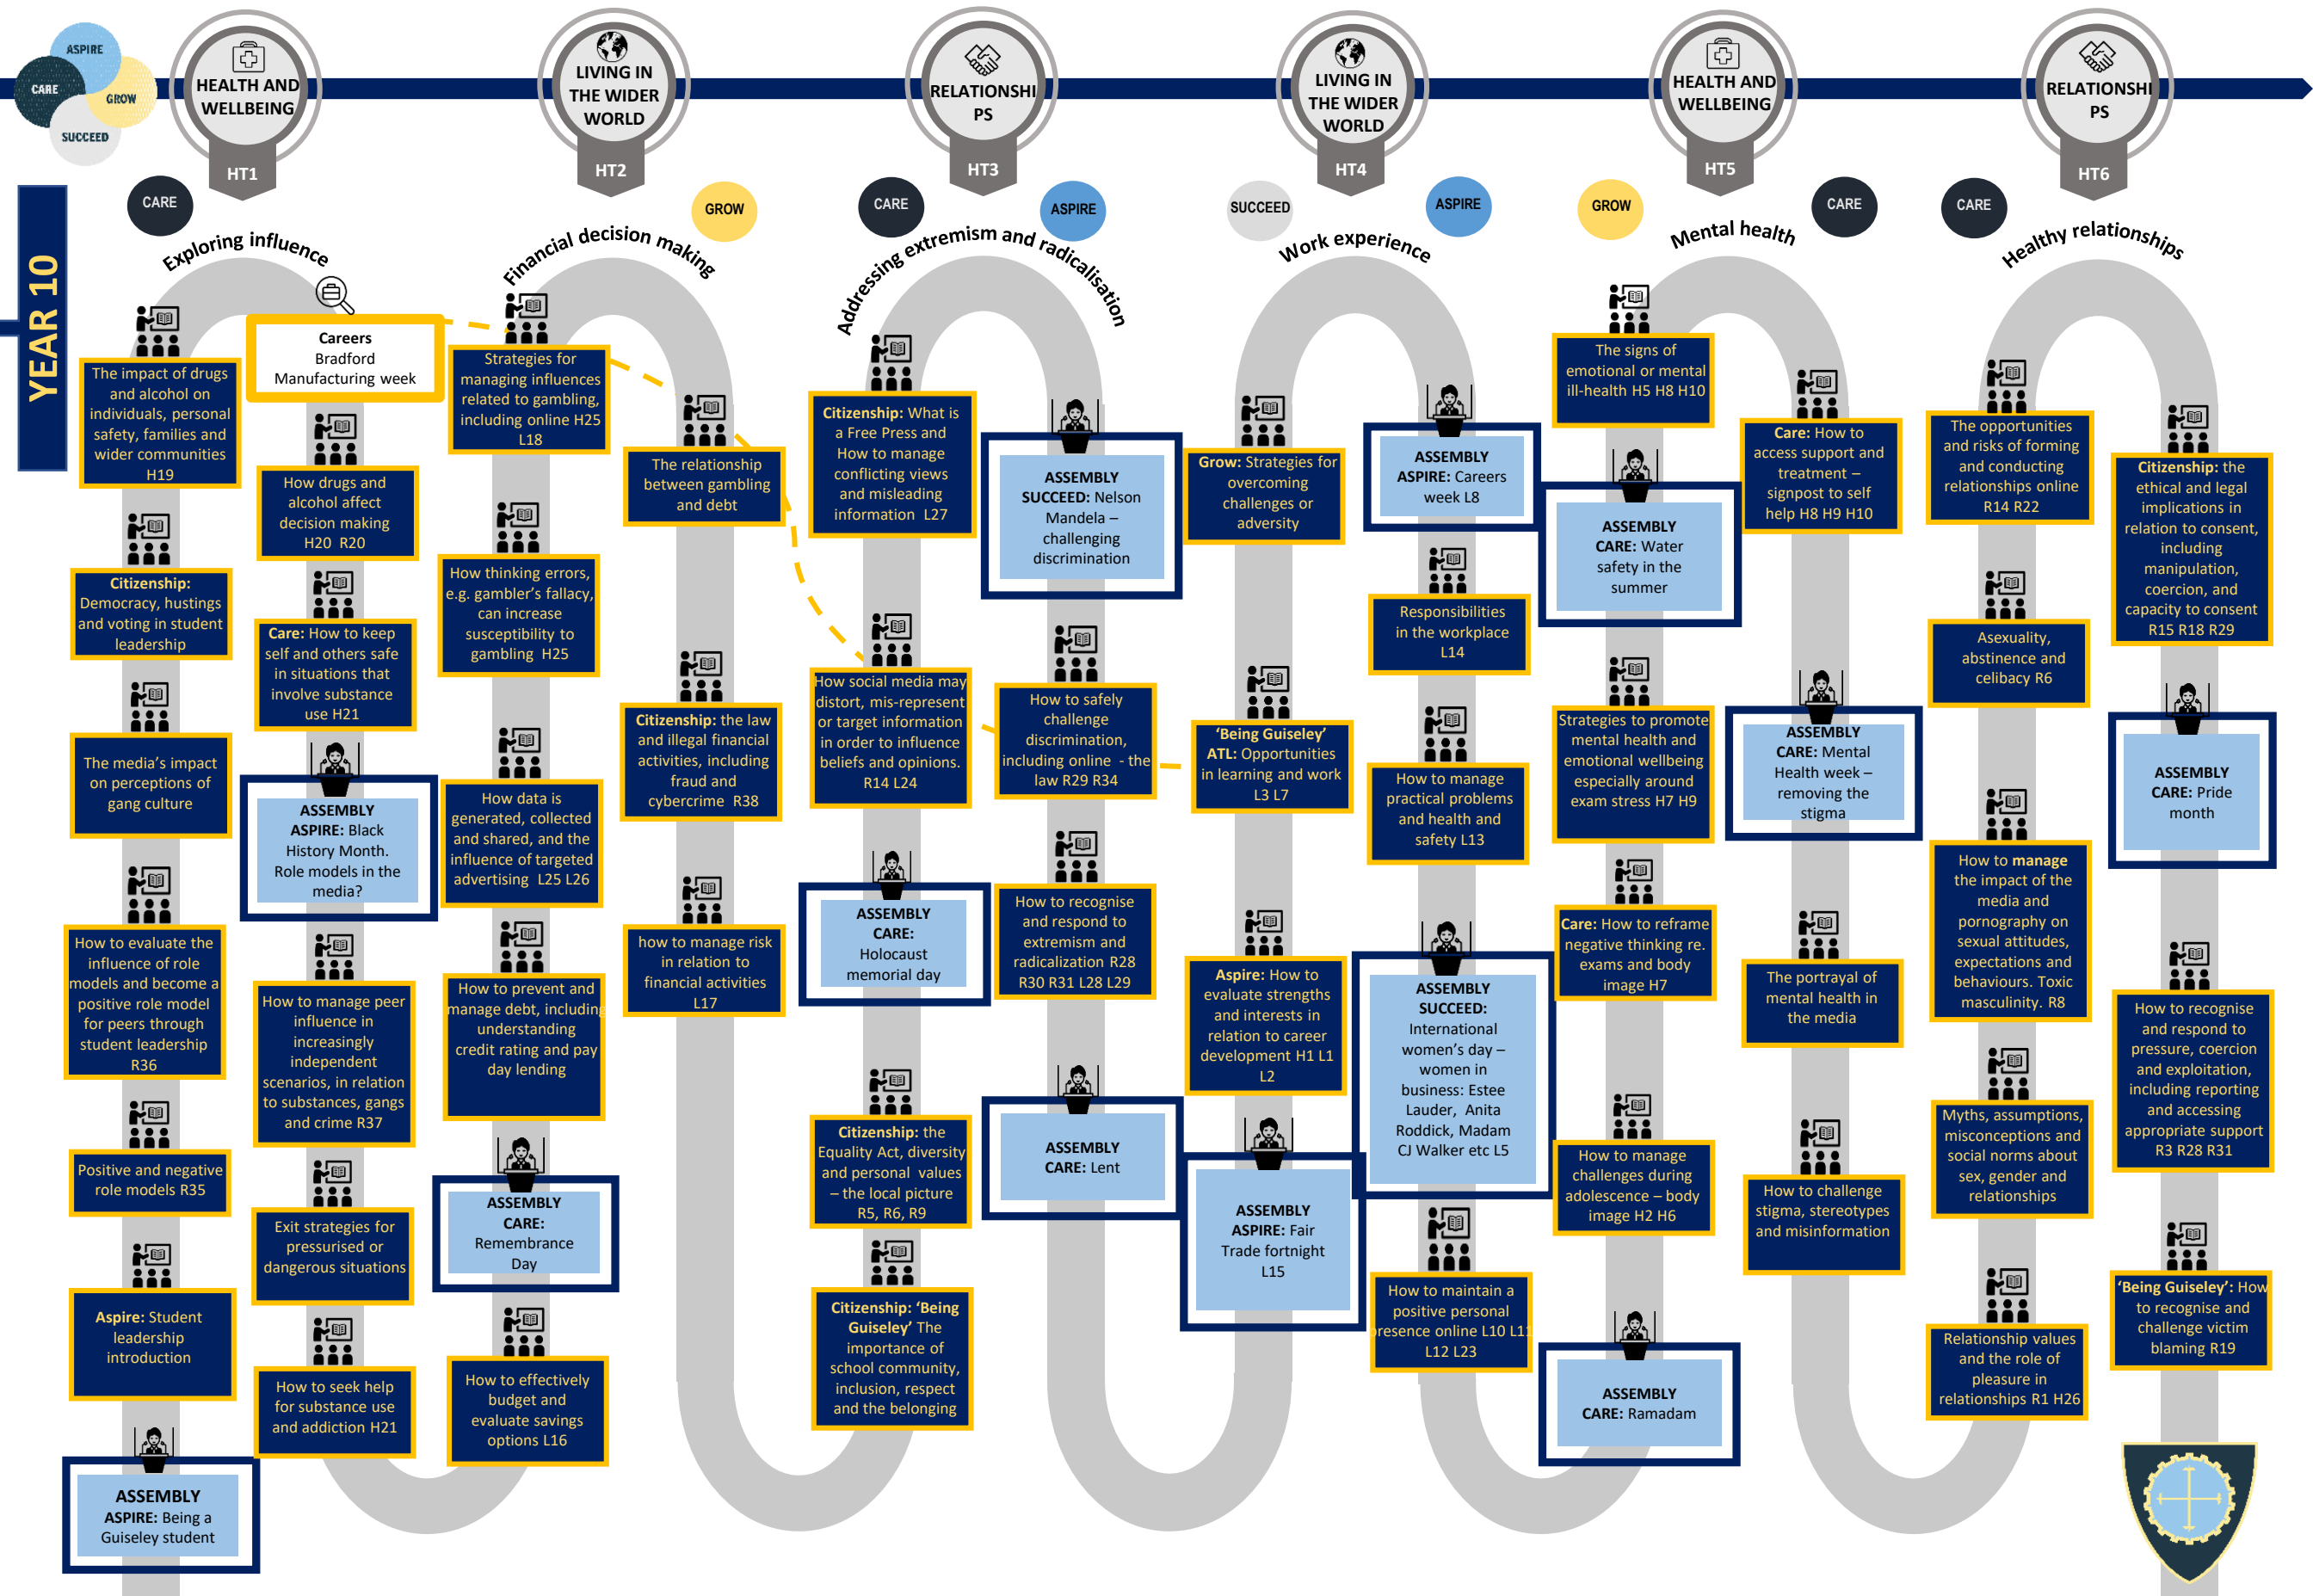 ASPIRE
CARE
GROW
SUCCEED
HEALTH AND
WELLBEING
HT1
LIVING IN
THE WIDER
WORLD
HT2
RELATIONSHI
PS
HT3
LIVING IN
THE WIDER
WORLD
HT4
HEALTH AND
WELLBEING
HT5
RELATIONSHI
PS
HT6
YEAR 10
CARE
GROW
CARE
ASPIRE
SUCCEED
ASPIRE
GROW
CARE
CARE
Exploring influence
Financial decision making
Addressing extremism and radicalisation
Work experience
Mental health
Healthy relationships
The impact of drugs
and alcohol on
individuals, personal
safety, families and
wider communities
H19
Citizenship:
Democracy, hustings
and voting in student
leadership
The media's impact
on perceptions of
gang culture
How to evaluate the
influence of role
models and become a
positive role model
for peers through
student leadership
R36
Positive and negative
role models R35
Aspire: Student
leadership
introduction
ASSEMBLY
ASPIRE: Being a
Guiseley student
Careers
Bradford
Manufacturing week
How drugs and
alcohol affect
decision making
H20 R20
Care: How to keep
self and others safe
in situations that
involve substance
use H21
ASSEMBLY
ASPIRE: Black
History Month.
Role models in the
media?
How to manage peer
influence in
increasingly
independent
scenarios, in relation
to substances, gangs
and crime R37
Exit strategies for
pressurised or
dangerous situations
How to seek help
for substance use
and addiction H21
Strategies for
managing influences
related to gambling,
including online H25
L18
How thinking errors,
e.g. gambler's fallacy,
can increase
susceptibility to
gambling H25
How data is
generated, collected
and shared, and the
influence of targeted
advertising L25 L26
How to prevent and
manage debt, including
understanding
credit rating and pay
day lending
ASSEMBLY
CARE:
Remembrance
Day
How to effectively
budget and
evaluate savings
options L16
The relationship
between gambling
and debt
Citizenship: the law
and illegal financial
activities, including
fraud and
cybercrime R38
how to manage risk
in relation to
financial activities
L17
Citizenship: What is
a Free Press and
How to manage
conflicting views
and misleading
information L27
How social media may
distort, mis-represent
or target information
in order to influence
beliefs and opinions.
R14 L24
ASSEMBLY
CARE:
Holocaust
memorial day
Citizenship: the
Equality Act, diversity
and personal values
– the local picture
R5, R6, R9
Citizenship: 'Being
Guiseley' The
importance of
school community,
inclusion, respect
and the belonging
ASSEMBLY
SUCCEED: Nelson
Mandela –
challenging
discrimination
How to safely
challenge
discrimination,
including online - the
law R29 R34
How to recognise
and respond to
extremism and
radicalization R28
R30 R31 L28 L29
ASSEMBLY
CARE: Lent
Grow: Strategies for
overcoming
challenges or
adversity
'Being Guiseley'
ATL: Opportunities
in learning and work
L3 L7
Aspire: How to
evaluate strengths
and interests in
relation to career
development H1 L1
L2
ASSEMBLY
ASPIRE: Fair
Trade fortnight
L15
ASSEMBLY
ASPIRE: Careers
week L8
Responsibilities
in the workplace
L14
How to manage
practical problems
and health and
safety L13
ASSEMBLY
SUCCEED:
International
women's day –
women in
business: Estee
Lauder, Anita
Roddick, Madam
CJ Walker etc L5
How to maintain a
positive personal
presence online L10 L11
L12 L23
The signs of
emotional or mental
ill-health H5 H8 H10
ASSEMBLY
CARE: Water
safety in the
summer
Strategies to promote
mental health and
emotional wellbeing
especially around
exam stress H7 H9
Care: How to reframe
negative thinking re.
exams and body
image H7
How to manage
challenges during
adolescence – body
image H2 H6
ASSEMBLY
CARE: Ramadam
Care: How to
access support and
treatment –
signpost to self
help H8 H9 H10
ASSEMBLY
CARE: Mental
Health week –
removing the
stigma
The portrayal of
mental health in
the media
How to challenge
stigma, stereotypes
and misinformation
The opportunities
and risks of forming
and conducting
relationships online
R14 R22
Asexuality,
abstinence and
celibacy R6
How to manage
the impact of the
media and
pornography on
sexual attitudes,
expectations and
behaviours. Toxic
masculinity. R8
Myths, assumptions,
misconceptions and
social norms about
sex, gender and
relationships
Relationship values
and the role of
pleasure in
relationships R1 H26
Citizenship: the
ethical and legal
implications in
relation to consent,
including
manipulation,
coercion, and
capacity to consent
R15 R18 R29
ASSEMBLY
CARE: Pride
month
How to recognise
and respond to
pressure, coercion
and exploitation,
including reporting
and accessing
appropriate support
R3 R28 R31
'Being Guiseley': How
to recognise and
challenge victim
blaming R19